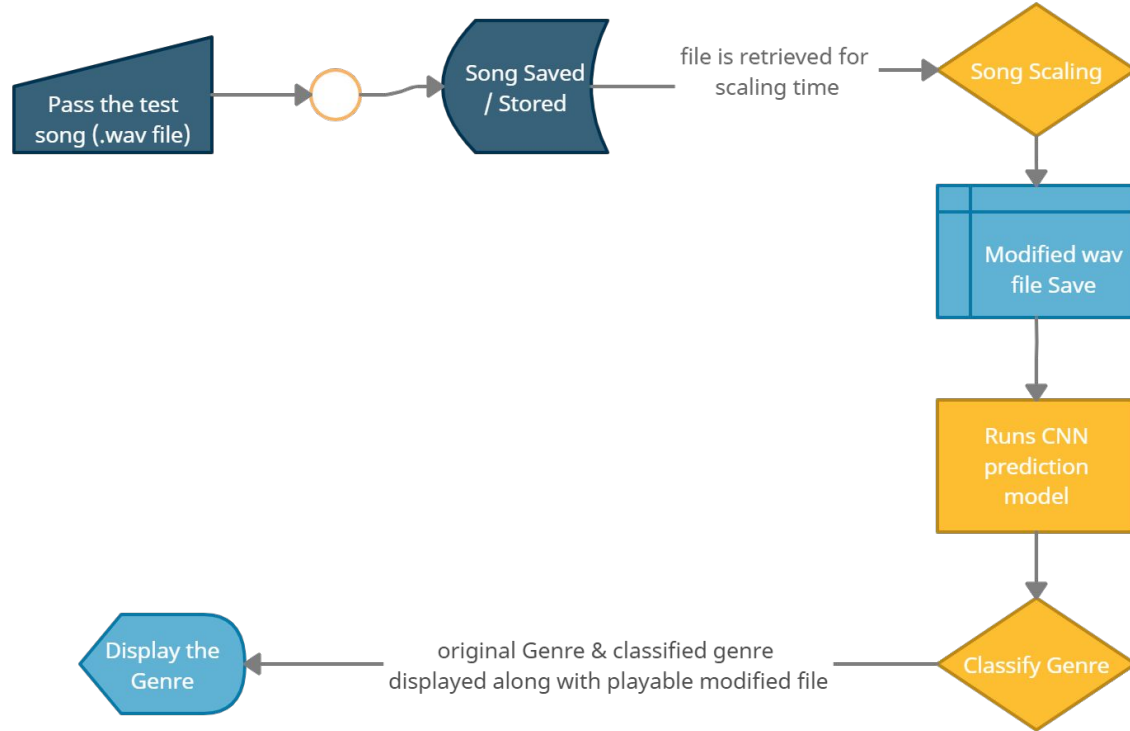 Pass the test
song (.wav file)
Song Saved
/ Stored
file is retrieved for
scaling time
Song Scaling
Modified wav
file Save
Runs CNN
prediction
model
Classify Genre
original Genre & classified genre
displayed along with playable modified file
Display the
Genre